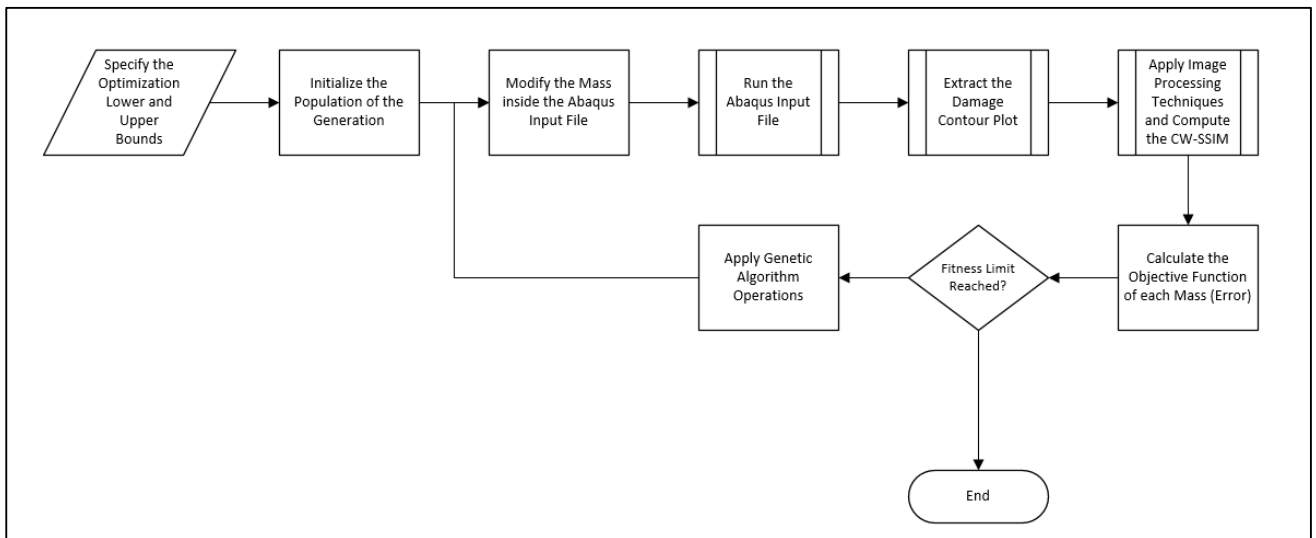 Specify the
Optimization
Lower and
Upper
Bounds
Initialize the
Population of the
Generation
Modify the Mass
inside the Abaqus
Input File
Run the
Abaqus Input
File
Extract the
Damage
Contour Plot
Apply Image
Processing
Techniques
and Compute
the CW-SSIM
Calculate the
Objective Function
of each Mass (Error)
Fitness Limit
Reached?
Apply Genetic
Algorithm
Operations
End